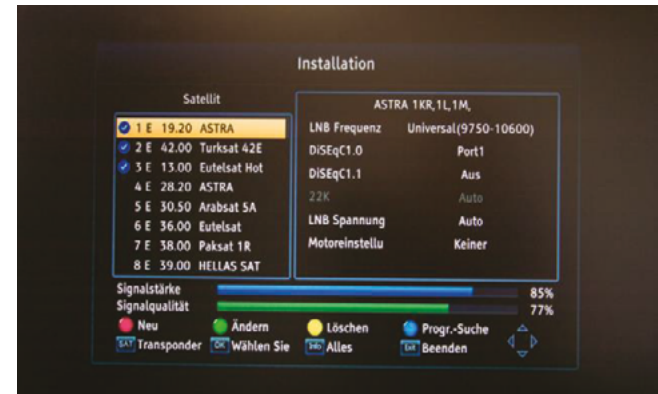 Installation
Satellit
1 E 19.20 ASTRA
2 E 42.00 Turksat 42E
3 E 13.00 Eutelsat Hot
4 E 28.20 ASTRA
5 E 30.50 Arabsat 5A
6 E 36.00 Eutelsat
7 E 38.00 Paksat 1R
8 E 39.00 HELLAS SAT
ASTRA 1KR,1L,1M,
LNB Frequenz Universal(9750-10600)
DiSEqC1.0 Port1
DiSEqC1.1 Aus
22K Auto
LNB Spannung Auto
Motoreinstellu Keiner
Signalstärke 85%
Signalqualität 77%
Neu Ändern Löschen Progr.-Suche
SAT Transponder OK Wählen Sie Info Alles Exit Beenden